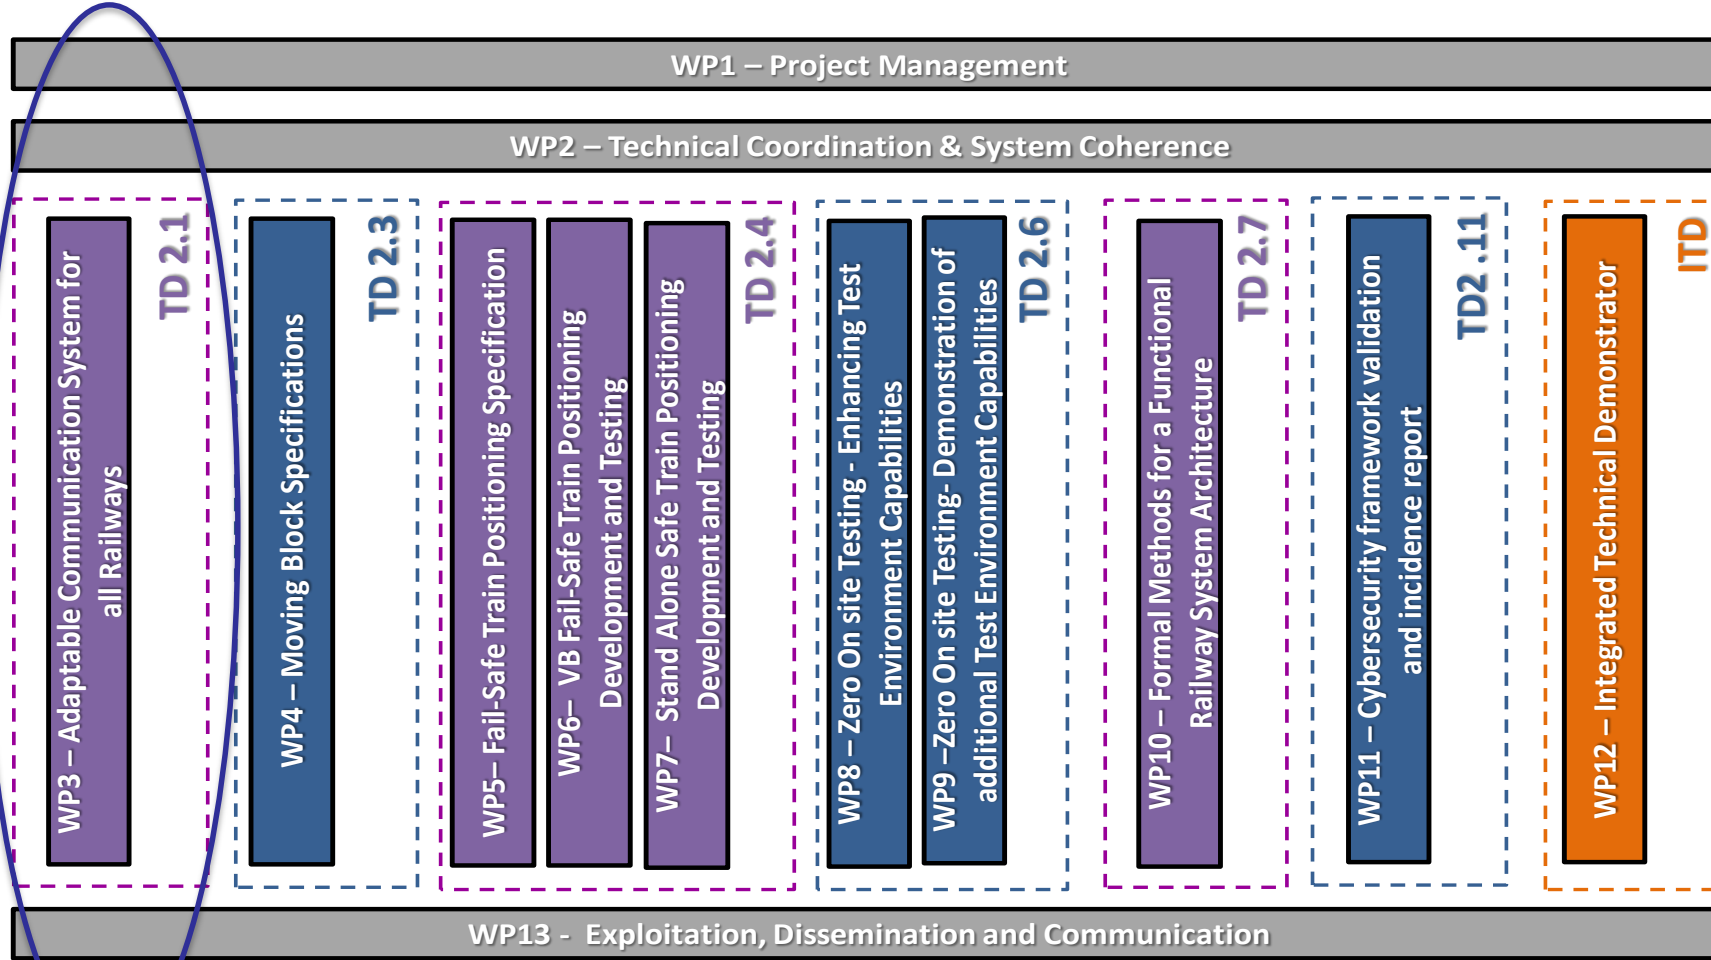 WP1 – Project Management
WP2 – Technical Coordination & System Coherence
WP3 – Adaptable Communication System for
all Railways
TD 2.1
WP4 – Moving Block Specifications
TD 2.3
WP5– Fail-Safe Train Positioning Specification
WP6– VB Fail-Safe Train Positioning
Development and Testing
WP7– Stand Alone Safe Train Positioning
Development and Testing
TD 2.4
WP8 – Zero On site Testing - Enhancing Test
Environment Capabilities
WP9 –Zero On site Testing- Demonstration of
additional Test Environment Capabilities
TD 2.6
WP10 – Formal Methods for a Functional
Railway System Architecture
TD 2.7
WP11 – Cybersecurity framework validation
and incidence report
TD2 .11
WP12 – Integrated Technical Demonstrator
ITD
WP13 - Exploitation, Dissemination and Communication